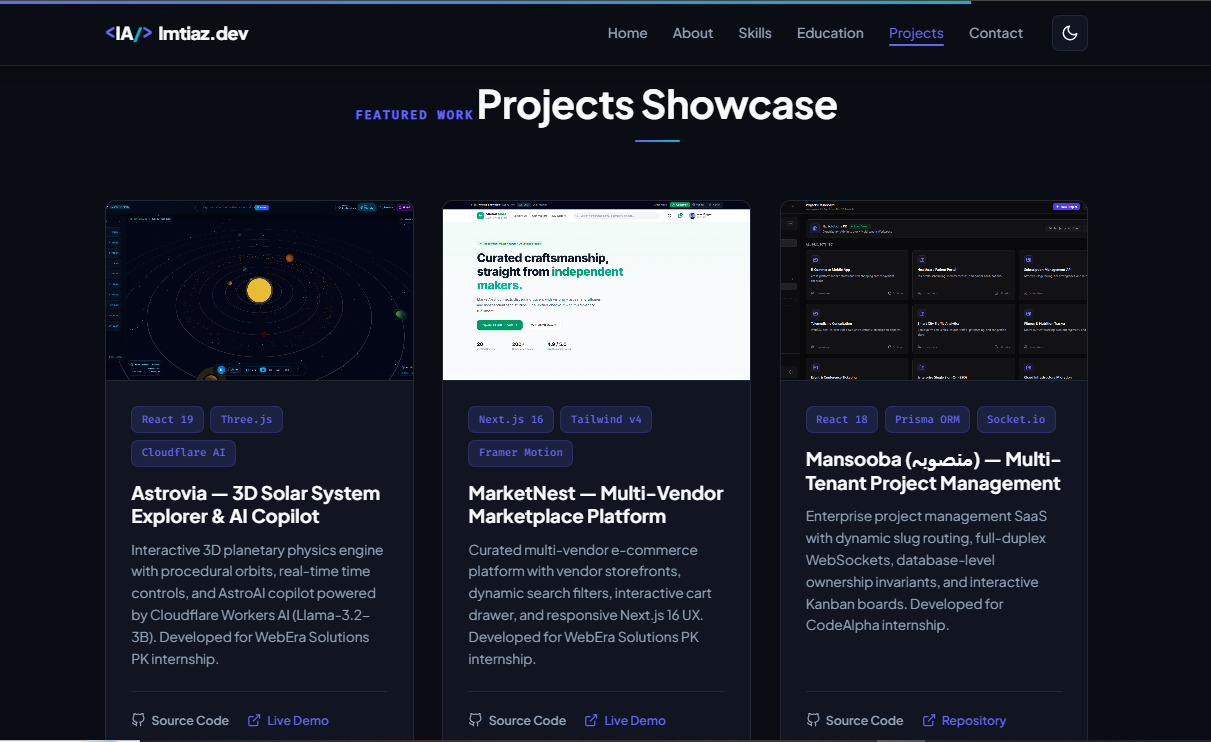 <IA/> Imtiaz.dev
Home About Skills Education Projects Contact
FEATURED WORK Projects Showcase
Curated craftsmanship,
straight from independent
makers.
React 19 Three.js
Cloudflare AI
Astrovia — 3D Solar System
Explorer & AI Copilot
Interactive 3D planetary physics engine
with procedural orbits, real-time time
controls, and AstroAI copilot powered
by Cloudflare Workers AI (Llama-3.2-
3B). Developed for WebEra Solutions
PK internship.
Source Code Live Demo
Next.js 16 Tailwind v4
Framer Motion
MarketNest — Multi-Vendor
Marketplace Platform
Curated multi-vendor e-commerce
platform with vendor storefronts,
dynamic search filters, interactive cart
drawer, and responsive Next.js 16 UX.
Developed for WebEra Solutions PK
internship.
Source Code Live Demo
React 18 Prisma ORM Socket.io
Mansooba (منصوبہ) — Multi-
Tenant Project Management
Enterprise project management SaaS
with dynamic slug routing, full-duplex
WebSockets, database-level
ownership invariants, and interactive
Kanban boards. Developed for
CodeAlpha internship.
Source Code Repository